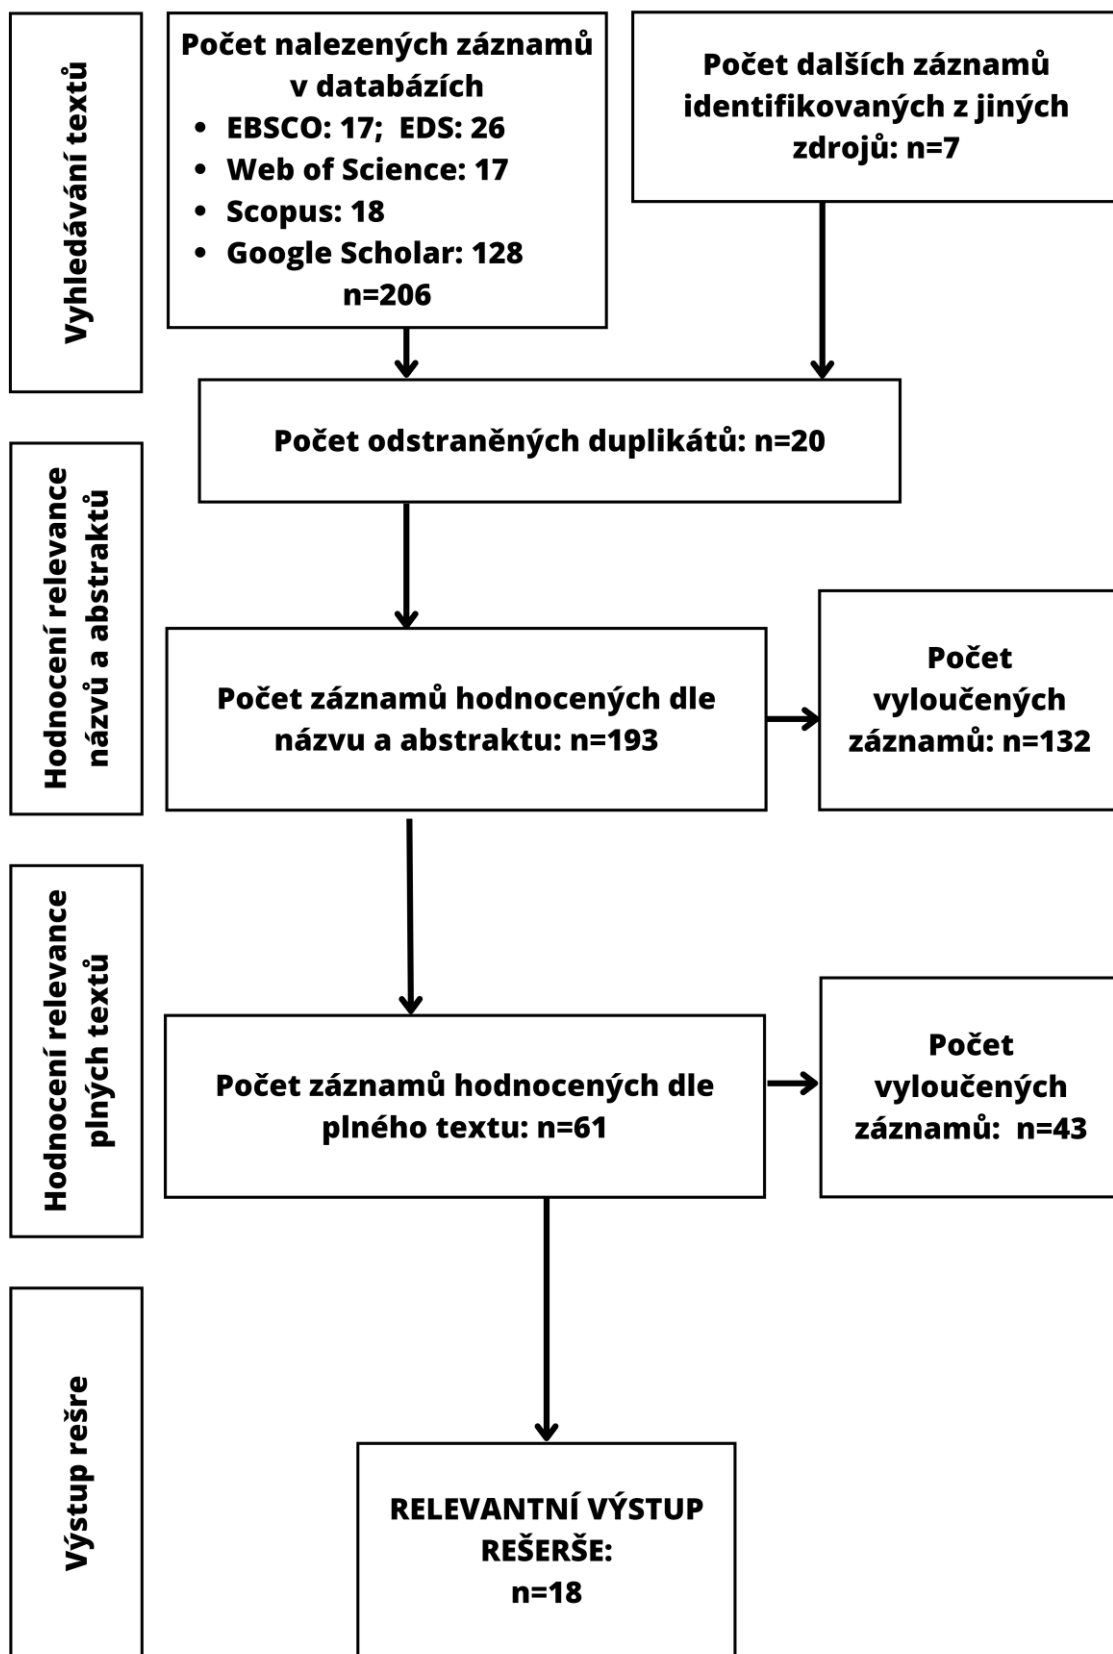 Vyhledávání textů
Počet nalezených záznamů
v databázích
• EBSCO: 17;  EDS: 26
• Web of Science: 17
• Scopus: 18
• Google Scholar: 128
n=206
Počet dalších záznamů
identifikovaných z jiných
zdrojů: n=7
Počet odstraněných duplikátů: n=20
Hodnocení relevance
názvů a abstraktů
Počet záznamů hodnocených dle
názvu a abstraktu: n=193
Počet
vyloučených
záznamů: n=132
Hodnocení relevance
plných textů
Počet záznamů hodnocených dle
plného textu: n=61
Počet
vyloučených
záznamů:  n=43
Výstup rešre
RELEVANTNÍ VÝSTUP
REŠERŠE:
n=18